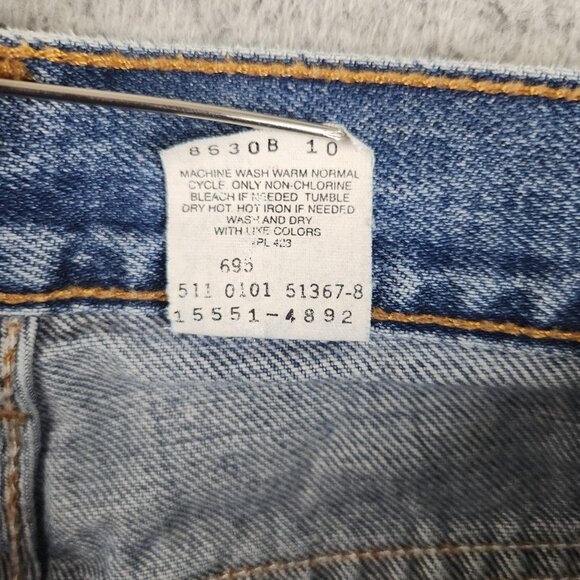 8630B 10
MACHINE WASH WARM NORMAL
CYCLE. ONLY NON-CHLORINE
BLEACH IF NEEDED. TUMBLE
DRY HOT. HOT IRON IF NEEDED
WASH AND DRY
WITH LIKE COLORS
423
695
511 0101 51367-8
15551-4892